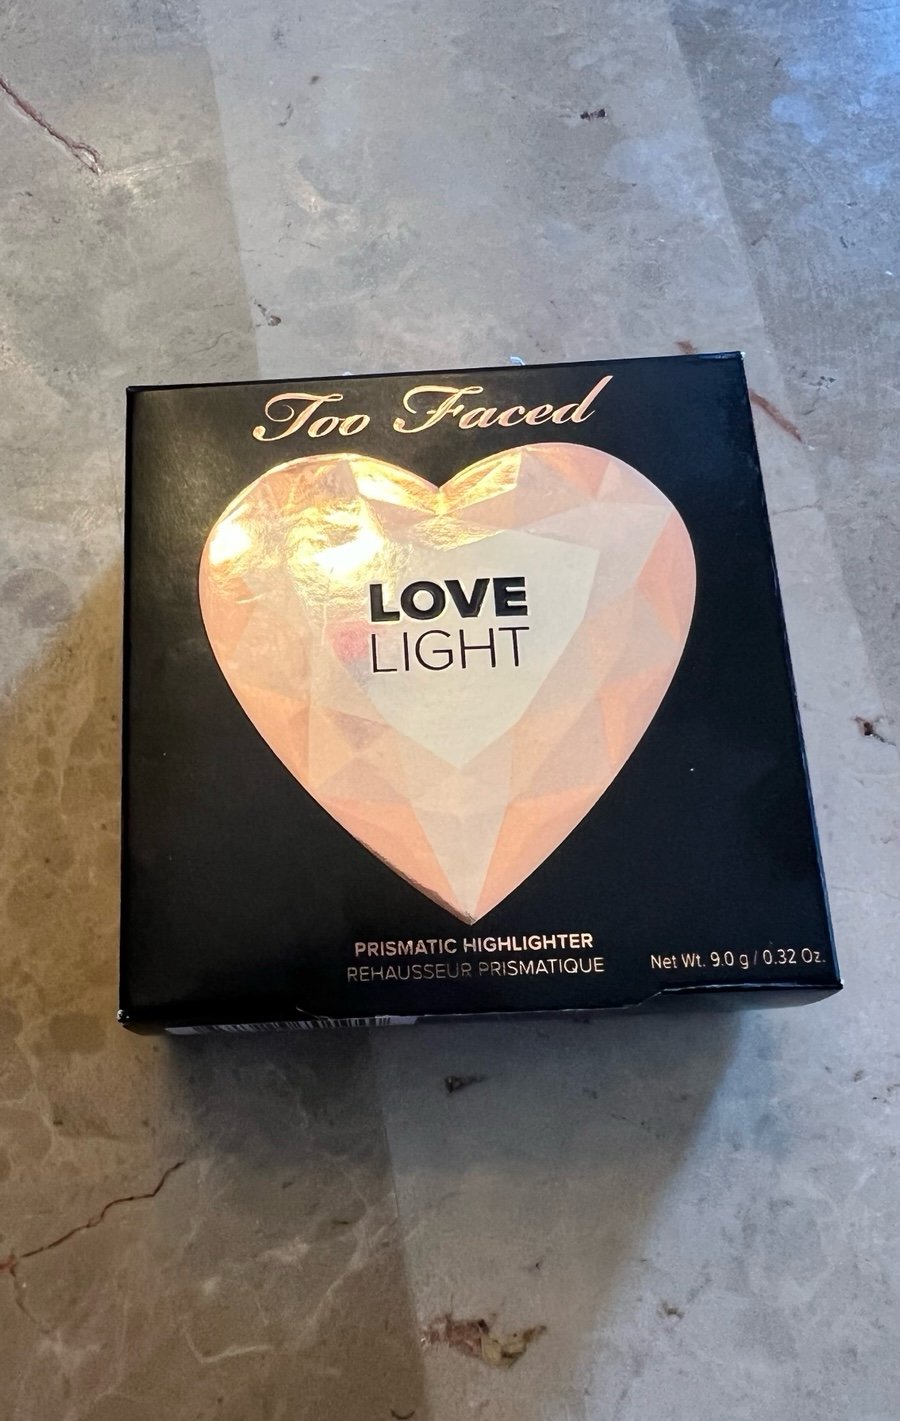 Too Faced
LOVE
LIGHT
PRISMATIC HIGHLIGHTER
REHAUSSEUR PRISMATIQUE
Net Wt. 9.0 g / 0.32 Oz.